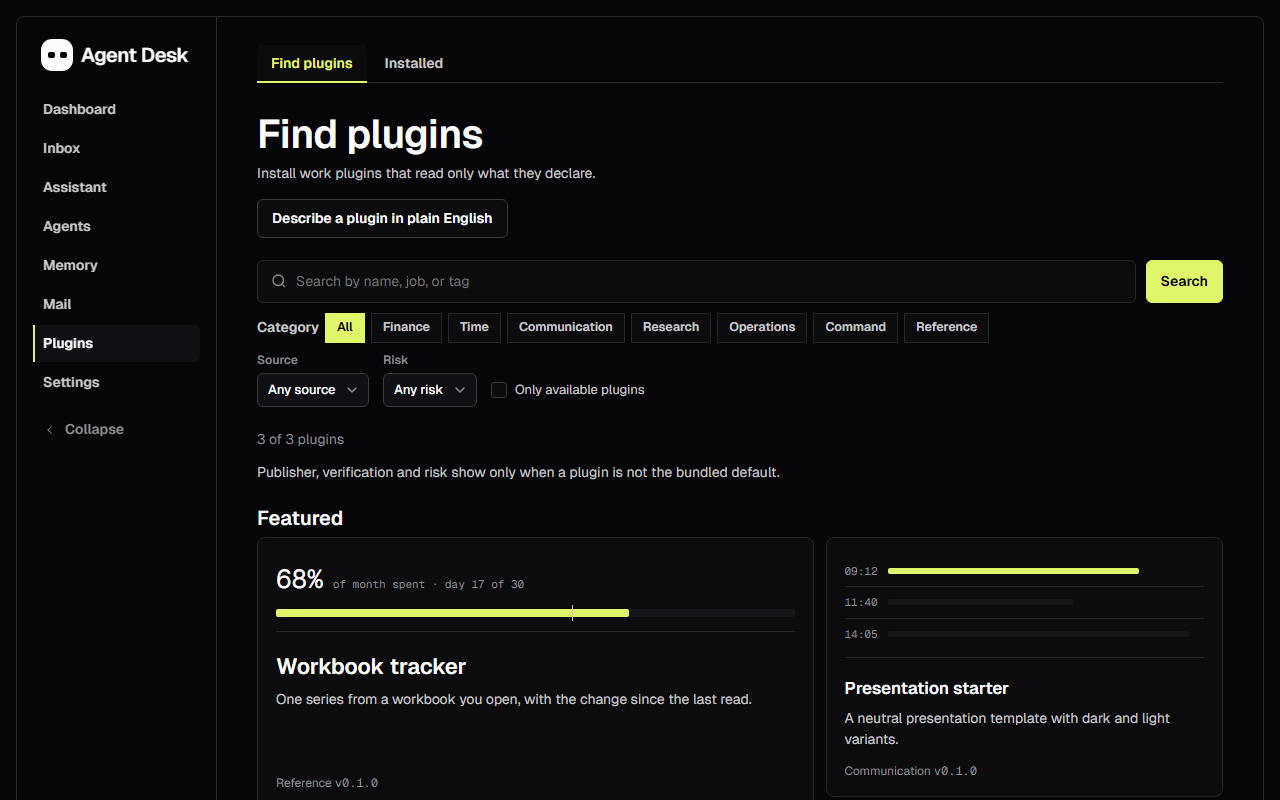 Agent Desk
Dashboard
Inbox
Assistant
Agents
Memory
Mail
Plugins
Settings
Collapse
Find plugins
Installed
Find plugins
Install work plugins that read only what they declare.
Describe a plugin in plain English
Search by name, job, or tag
Search
Category All Finance Time Communication Research Operations Command Reference
Source Risk
Any source Any risk Only available plugins
3 of 3 plugins
Publisher, verification and risk show only when a plugin is not the bundled default.
Featured
68% of month spent · day 17 of 30
Workbook tracker
One series from a workbook you open, with the change since the last read.
Reference v0.1.0
09:12
11:40
14:05
Presentation starter
A neutral presentation template with dark and light
variants.
Communication v0.1.0